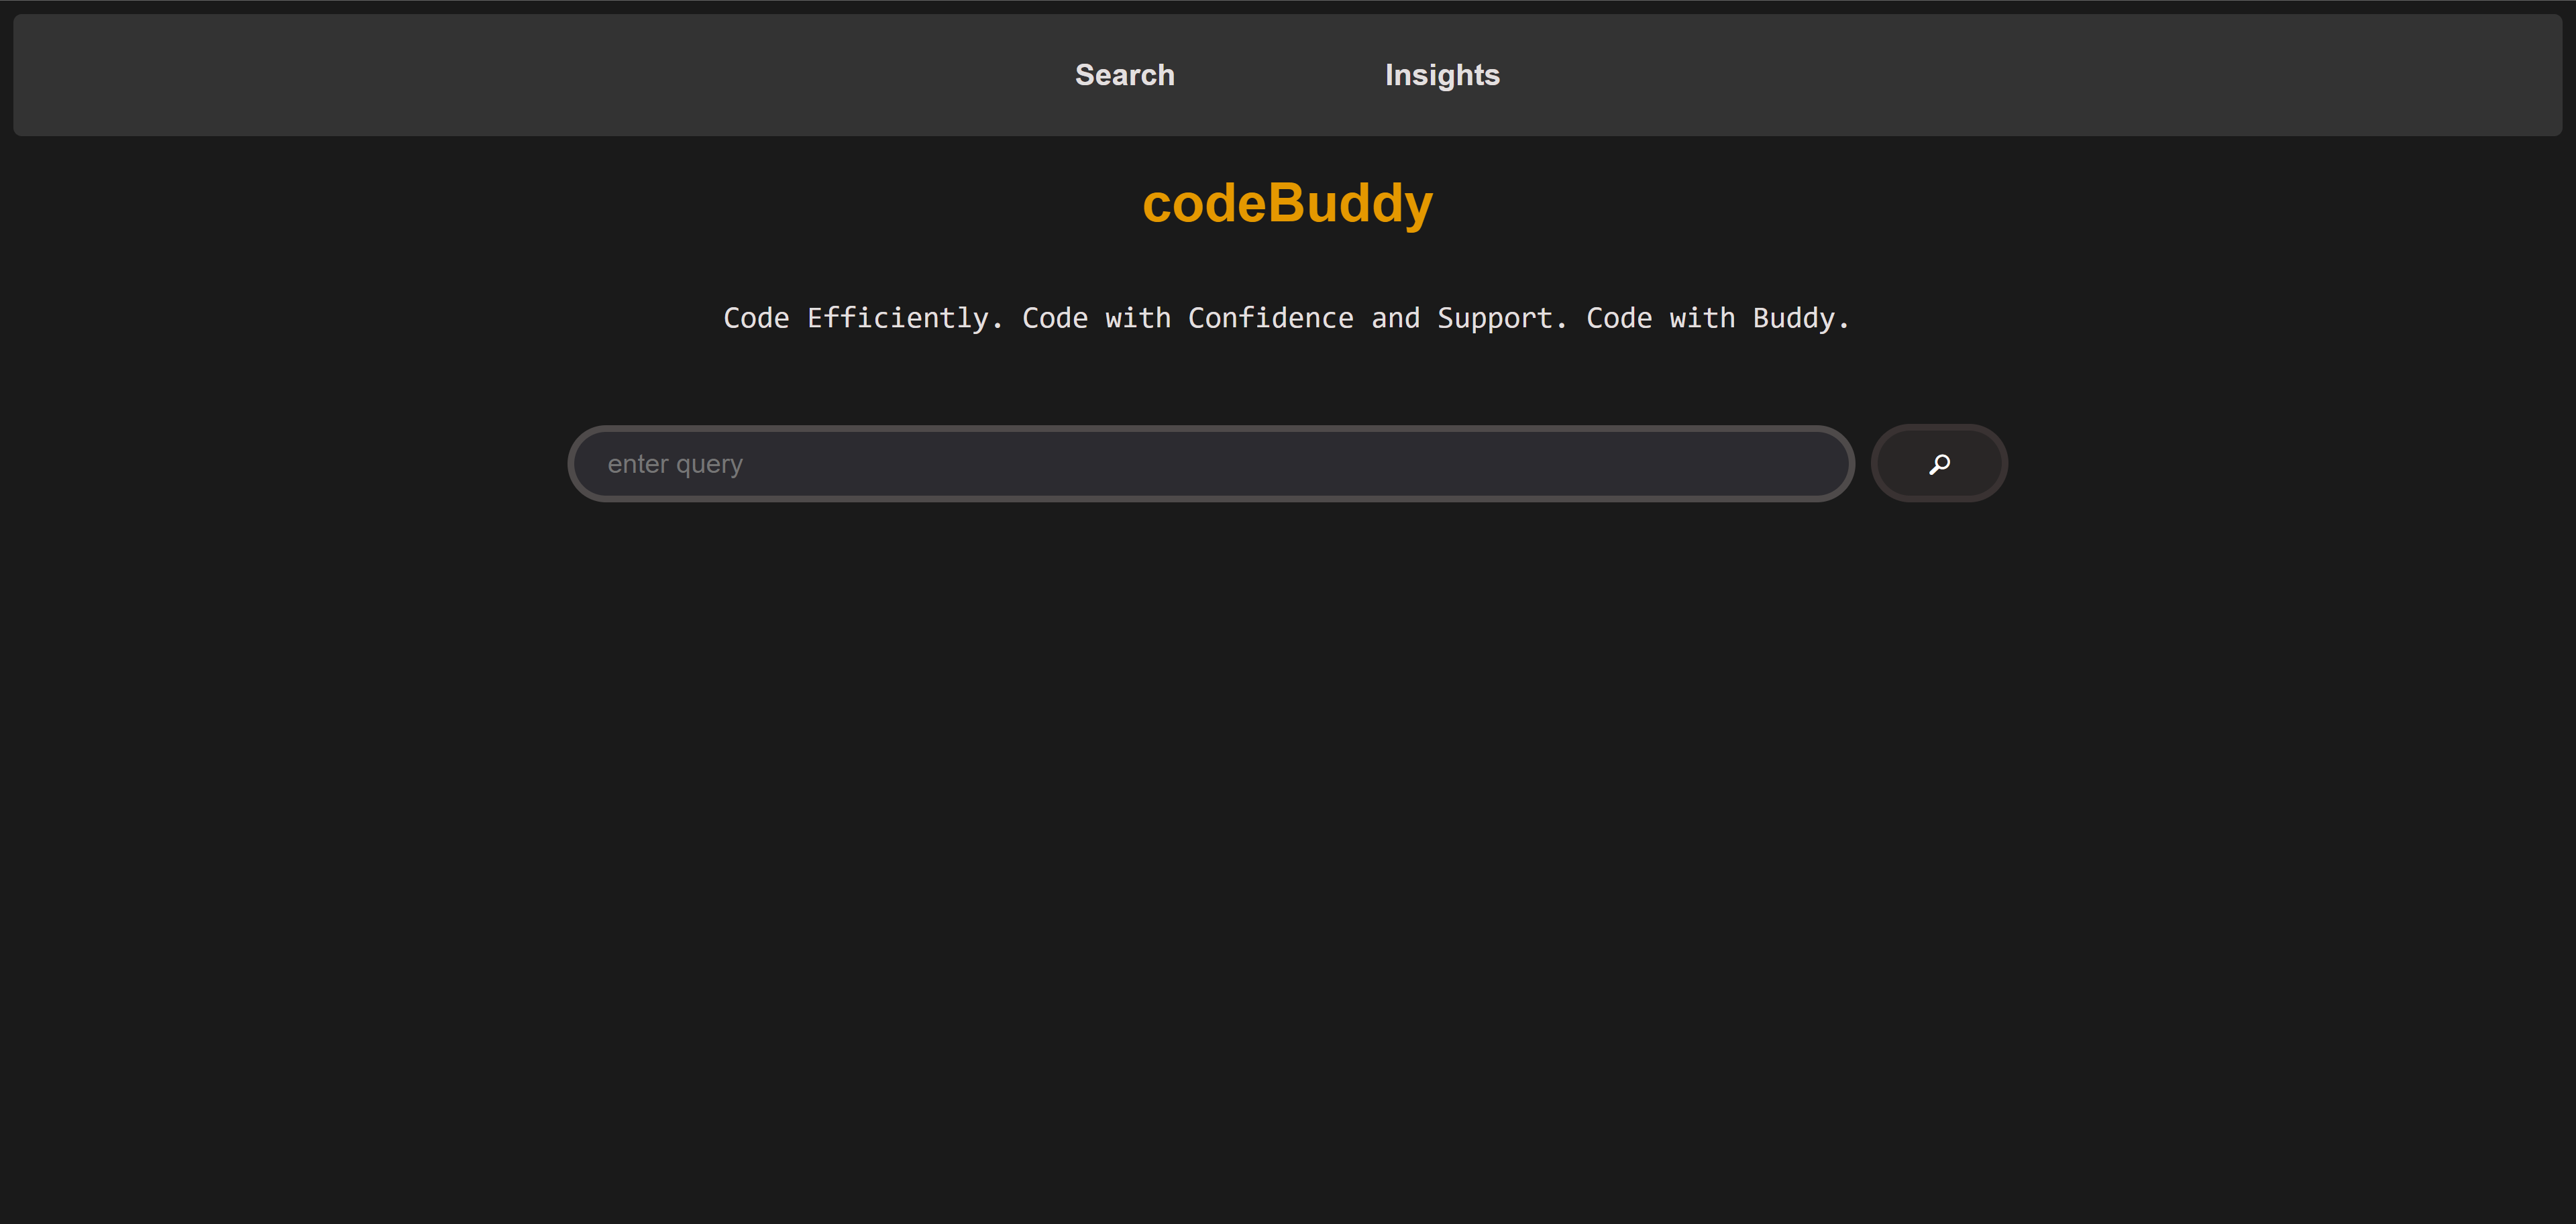 Search Insights
codeBuddy
Code Efficiently. Code with Confidence and Support. Code with Buddy.
enter query